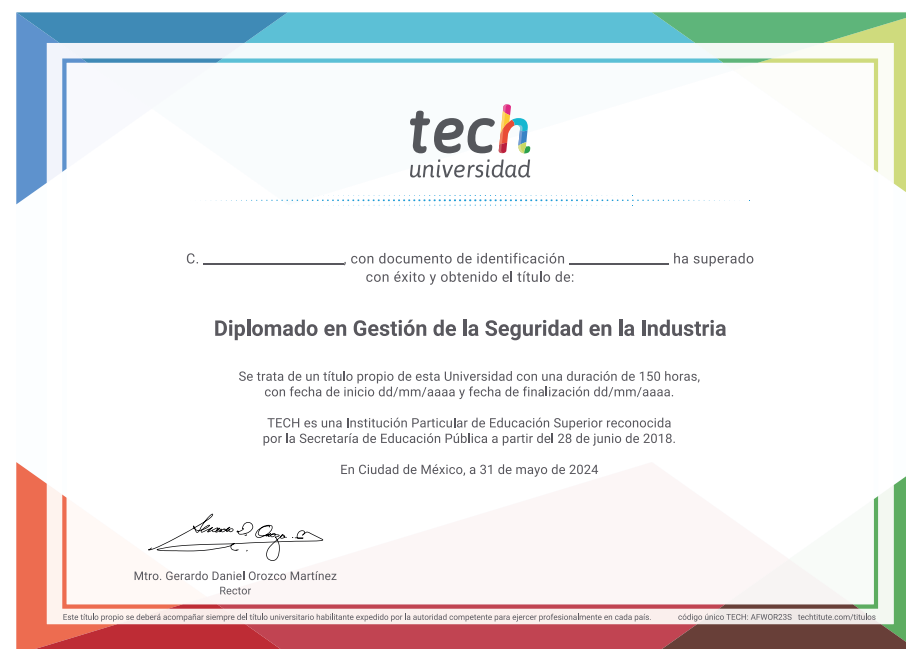 tech
universidad
C. ____________________, con documento de identificación ______________ ha superado
con éxito y obtenido el título de:
Diplomado en Gestión de la Seguridad en la Industria
Se trata de un título propio de esta Universidad con una duración de 150 horas,
con fecha de inicio dd/mm/aaaa y fecha de finalización dd/mm/aaaa.
TECH es una Institución Particular de Educación Superior reconocida
por la Secretaría de Educación Pública a partir del 28 de junio de 2018.
En Ciudad de México, a 31 de mayo de 2024
Mtro. Gerardo Daniel Orozco Martínez
Rector
Este título propio se deberá acompañar siempre del título universitario habilitante expedido por la autoridad competente para ejercer profesionalmente en cada país. código único TECH: AFWOR23S techtitute.com/titulos